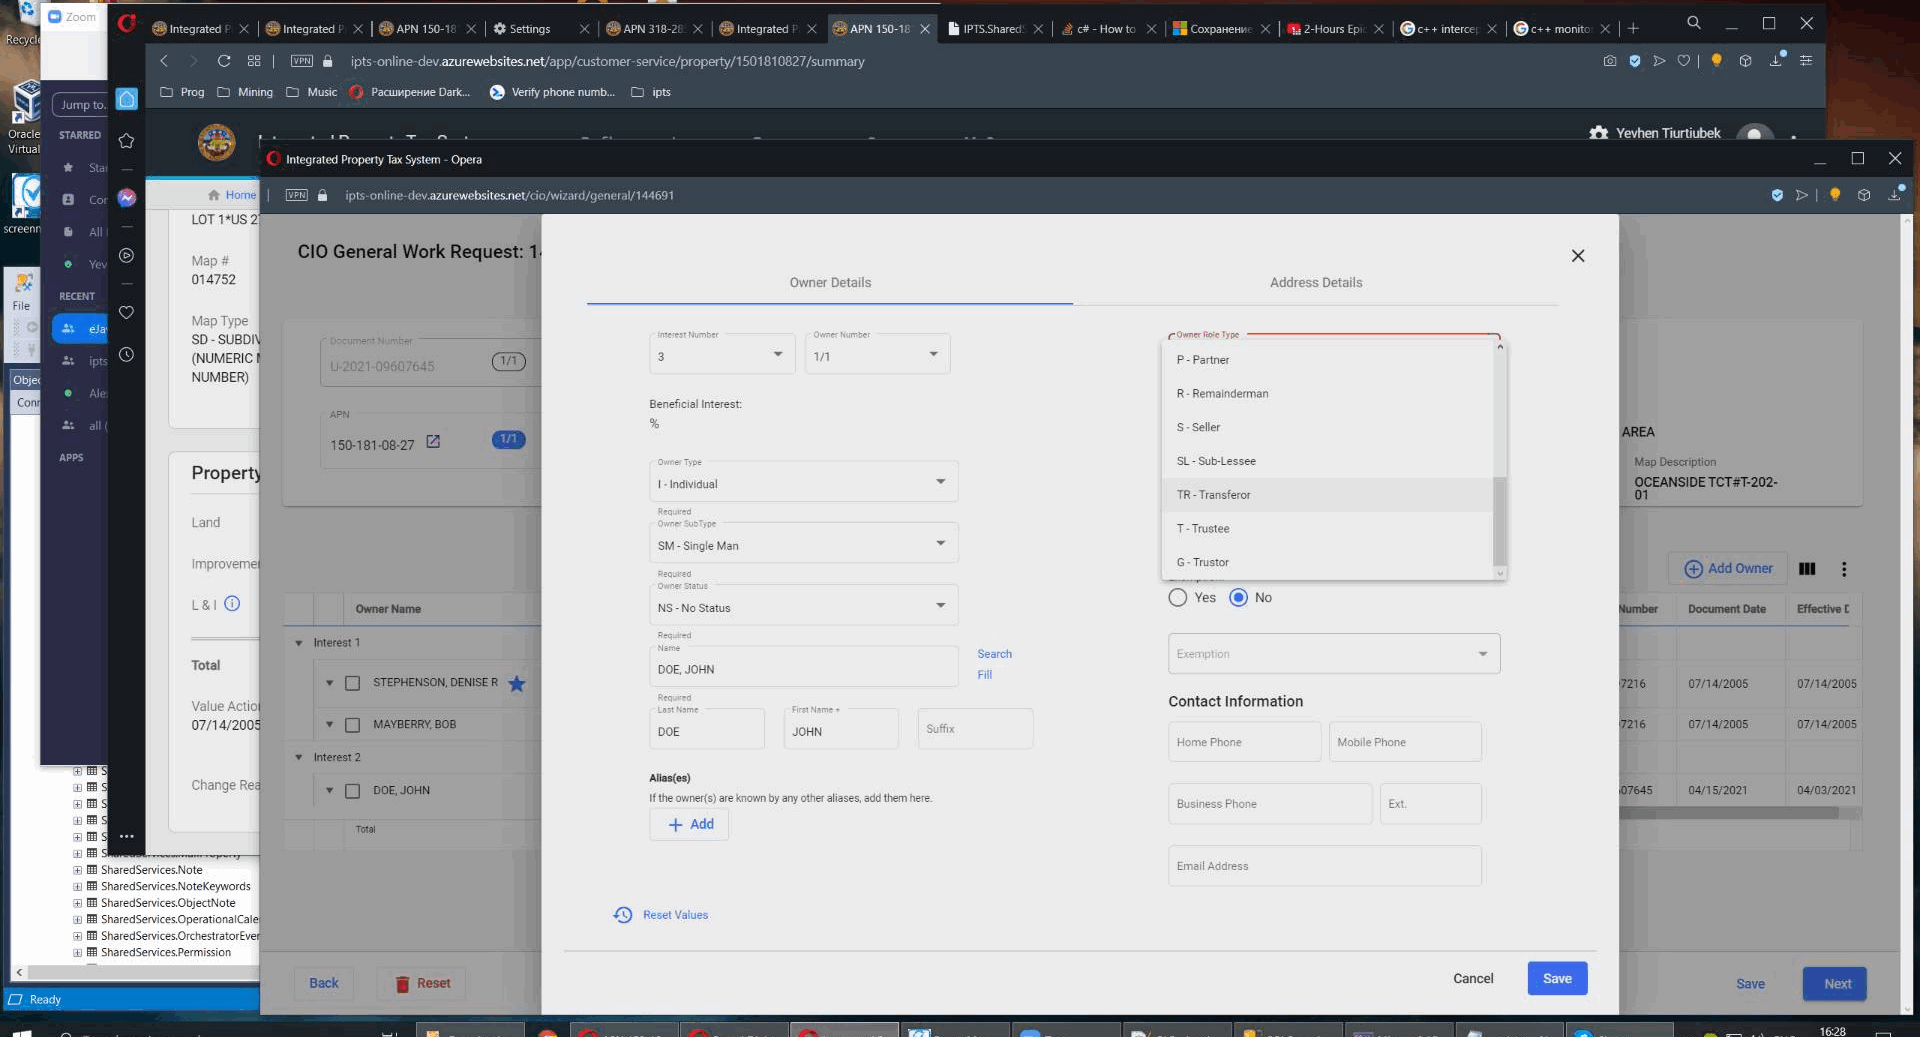 Recycle
Oracle
Virtual
screenn
File
Objec
Conn
Zoom
Jump to...
STARRED
Sta
Cor
All
Yev
RECENT
eJa
ipts
Ale
all (
APPS
Integrated P
Integrated P
APN 150-18
Settings
APN 318-28
Integrated P
APN 150-18
IPTS.Shared
c# - How to
Сохранение
2-Hours Epi
c++ intercep
c++ monitor
VPN
ipts-online-dev.azurewebsites.net/app/customer-service/property/1501810827/summary
Prog
Mining
Music
Расширение Dark...
Verify phone numb...
ipts
Yevhen Tiurtiubek
Home
LOT 1*US 27
Map #
014752
Map Type
SD - SUBDIV
(NUMERIC M
NUMBER)
Property
Land
Improvemen
L & I
Total
Value Action
07/14/2005
Change Rea
Integrated Property Tax System - Opera
VPN
ipts-online-dev.azurewebsites.net/cio/wizard/general/144691
CIO General Work Request: 14
Document Number
U-2021-09607645
1/1
APN
150-181-08-27
1/1
Owner Name
Interest 1
STEPHENSON, DENISE R
MAYBERRY, BOB
Interest 2
DOE, JOHN
Total
Back
Reset
Owner Details
Address Details
Interest Number
3
Owner Number
1/1
Beneficial Interest:
%
Owner Type
I - Individual
Required
Owner SubType
SM - Single Man
Required
Owner Status
NS - No Status
Required
Name
DOE, JOHN
Search
Fill
Required
Last Name
DOE
First Name *
JOHN
Suffix
Alias(es)
If the owner(s) are known by any other aliases, add them here.
Add
Reset Values
Owner Role Type
P - Partner
R - Remainderman
S - Seller
SL - Sub-Lessee
TR - Transferor
T - Trustee
G - Trustor
Yes
No
Exemption
Contact Information
Home Phone
Mobile Phone
Business Phone
Ext.
Email Address
Cancel
Save
AREA
Map Description
OCEANSIDE TCT#T-202-
01
Add Owner
Number
Document Date
Effective D
7216
07/14/2005
07/14/2005
7216
07/14/2005
07/14/2005
07645
04/15/2021
04/03/2021
Save
Next
SharedServices.Note
SharedServices.NoteKeywords
SharedServices.ObjectNote
SharedServices.OperationalCale
SharedServices.OrchestratorEver
SharedServices.Permission
Ready
16:28